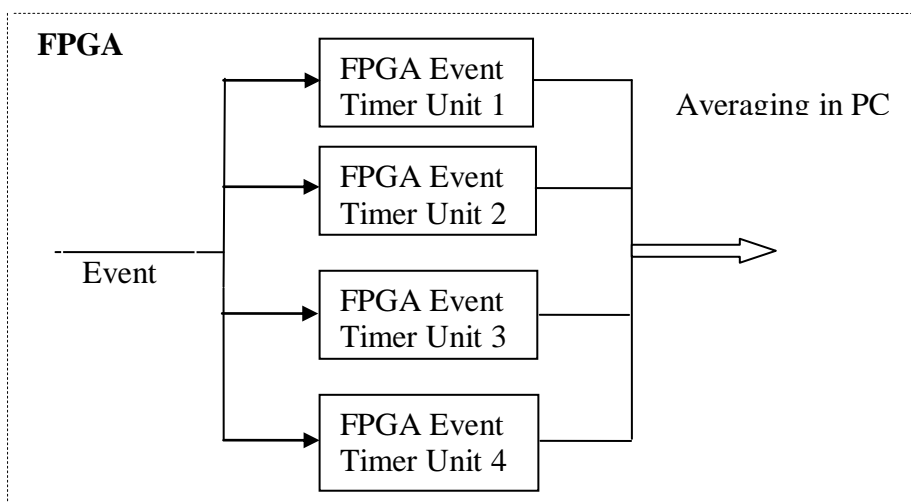 FPGA
FPGA Event
Timer Unit 1
Averaging in PC
FPGA Event
Timer Unit 2
Event
FPGA Event
Timer Unit 3
FPGA Event
Timer Unit 4